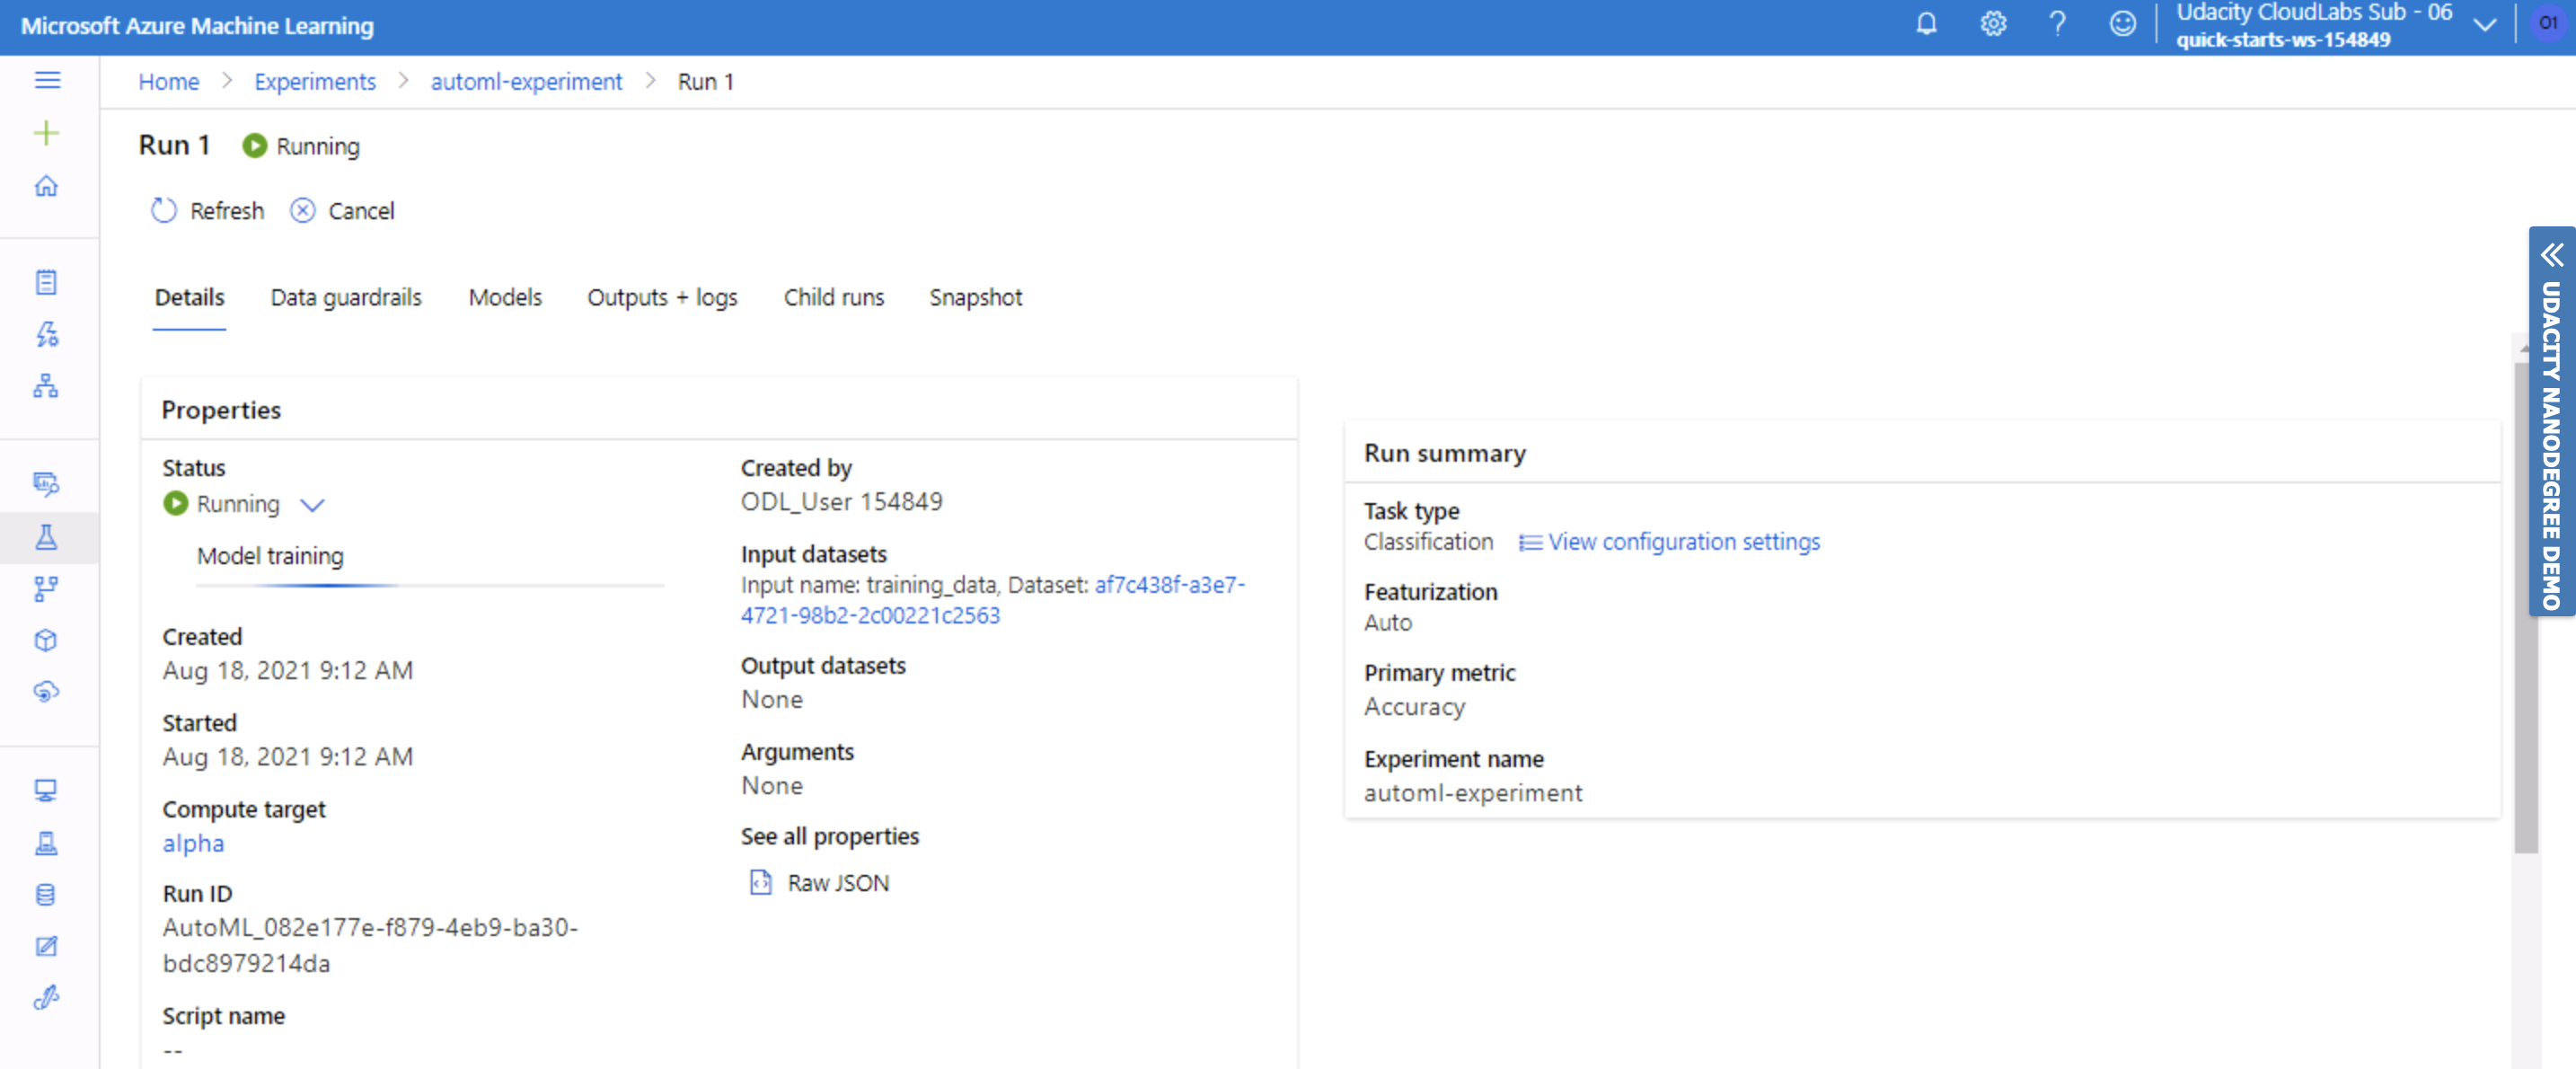 Microsoft Azure Machine Learning
Udacity CloudLabs Sub - 06
quick-starts-ws-154849
01
Home > Experiments > automl-experiment > Run 1
Run 1 Running
Refresh Cancel
Details Data guardrails Models Outputs + logs Child runs Snapshot
Properties
Status
Running
Model training
Created
Aug 18, 2021 9:12 AM
Started
Aug 18, 2021 9:12 AM
Compute target
alpha
Run ID
AutoML_082e177e-f879-4eb9-ba30-
bdc8979214da
Script name
--
Created by
ODL_User 154849
Input datasets
Input name: training_data, Dataset: af7c438f-a3e7-
4721-98b2-2c00221c2563
Output datasets
None
Arguments
None
See all properties
Raw JSON
Run summary
Task type
Classification View configuration settings
Featurization
Auto
Primary metric
Accuracy
Experiment name
automl-experiment
UDACITY NANODEGREE DEMO